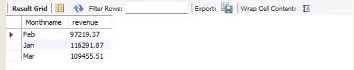 Result Grid Filter Rows: Export: Wrap Cell Content:
Monthname revenue
Feb 97219.37
Jan 116291.87
Mar 109455.51